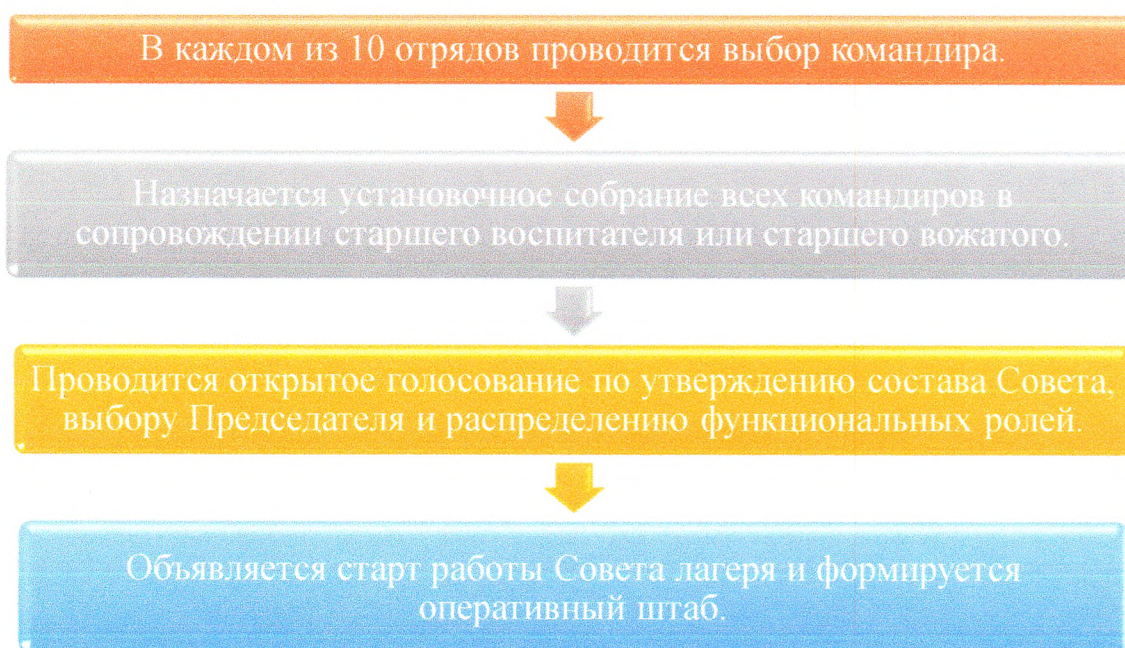 В каждом из 10 отрядов проводится выбор командира.
Назначается установочное собрание всех командиров в
сопровождении старшего воспитателя или старшего вожатого.
Проводится открытое голосование по утверждению состава Совета,
выбору Председателя и распределению функциональных ролей.
Объявляется старт работы Совета лагеря и формируется
оперативный штаб.